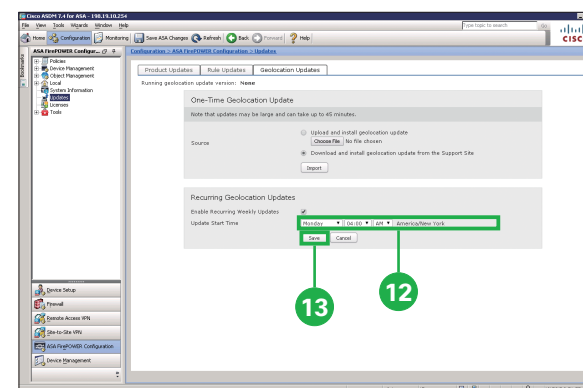 Cisco ASDM 7.4 for ASA - 198.19.10.254
File View Tools Wizards Window Help
Type topic to search
Go
Home Configuration Monitoring Save ASA Changes Refresh Back Forward Help
CISCO
ASA FirePOWER Configur...
Configuration > ASA FirePOWER Configuration > Updates
Bookmarks
Policies
Device Management
Object Management
Local
System Information
Updates
Licenses
Tools
Product Updates Rule Updates Geolocation Updates
Running geolocation update version: None
One-Time Geolocation Update
Note that updates may be large and can take up to 45 minutes.
Source
Upload and install geolocation update
Choose File No file chosen
Download and install geolocation update from the Support Site
Import
Recurring Geolocation Updates
Enable Recurring Weekly Updates
Update Start Time Monday 04:00 AM America/New York
Save Cancel
13
12
Device Setup
Firewall
Remote Access VPN
Site-to-Site VPN
ASA FirePOWER Configuration
Device Management